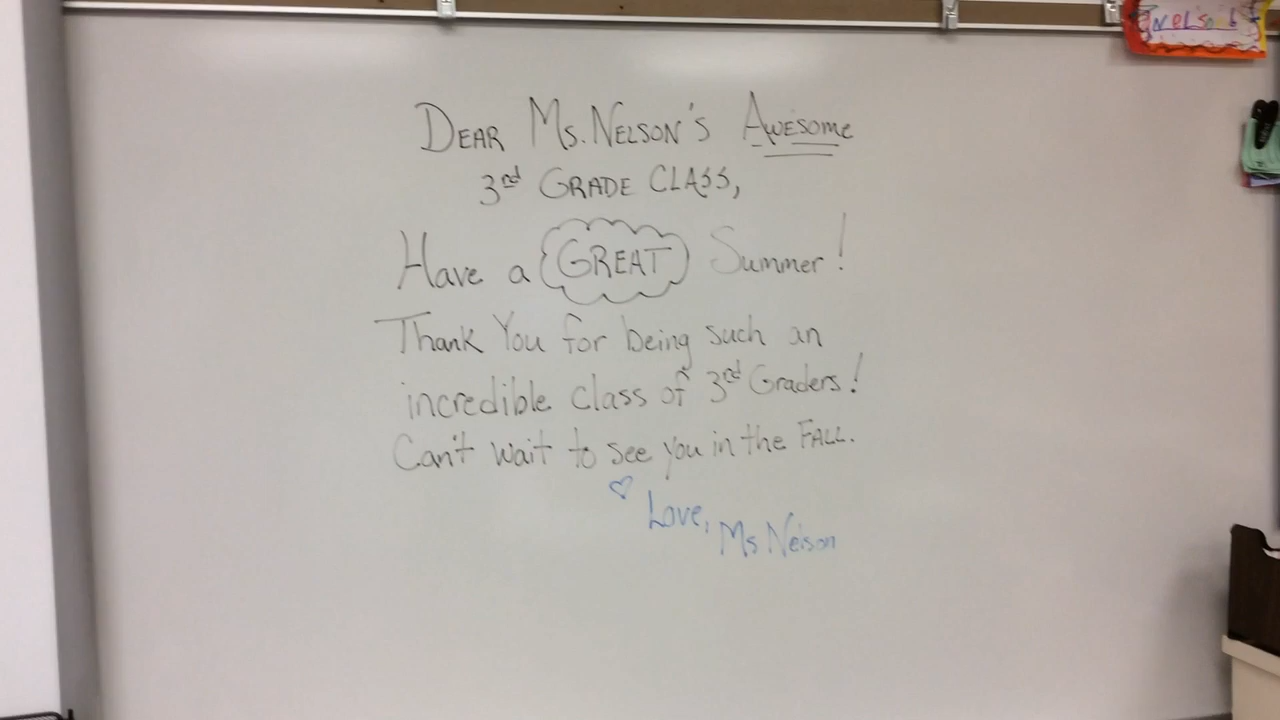 DEAR MS. NELSON'S AWESOME
3rd GRADE CLASS,
Have a GREAT Summer!
Thank You for being such an
incredible class of 3rd Graders!
Can't wait to see you in the FALL.
♡ Love, Ms Nelson